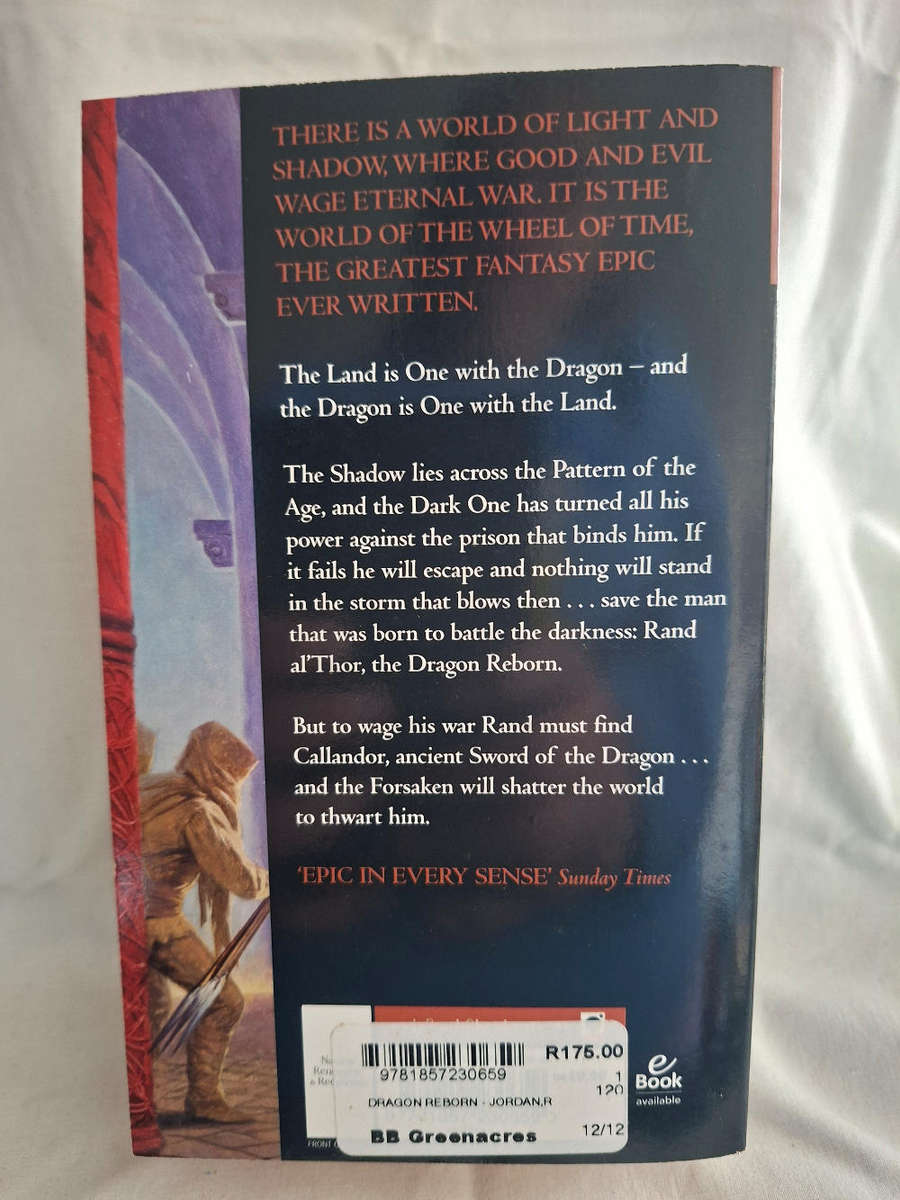 THERE IS A WORLD OF LIGHT AND
SHADOW, WHERE GOOD AND EVIL
WAGE ETERNAL WAR. IT IS THE
WORLD OF THE WHEEL OF TIME,
THE GREATEST FANTASY EPIC
EVER WRITTEN.
The Land is One with the Dragon – and
the Dragon is One with the Land.
The Shadow lies across the Pattern of the
Age, and the Dark One has turned all his
power against the prison that binds him. If
it fails he will escape and nothing will stand
in the storm that blows then . . . save the man
that was born to battle the darkness: Rand
al'Thor, the Dragon Reborn.
But to wage his war Rand must find
Callandor, ancient Sword of the Dragon . . .
and the Forsaken will shatter the world
to thwart him.
'EPIC IN EVERY SENSE' Sunday Times
R175.00
9781857230659
1
120
DRAGON REBORN - JORDAN,R
BB Greenacres
12/12
FRONT
e
Book
available